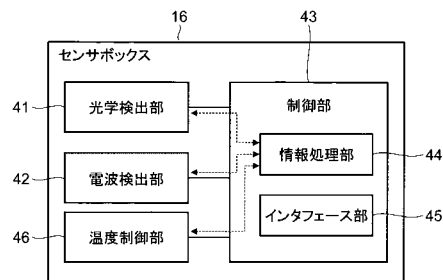 16
43
センサボックス
41
光学検出部
制御部
情報処理部
44
42
電波検出部
インタフェース部
45
46
温度制御部